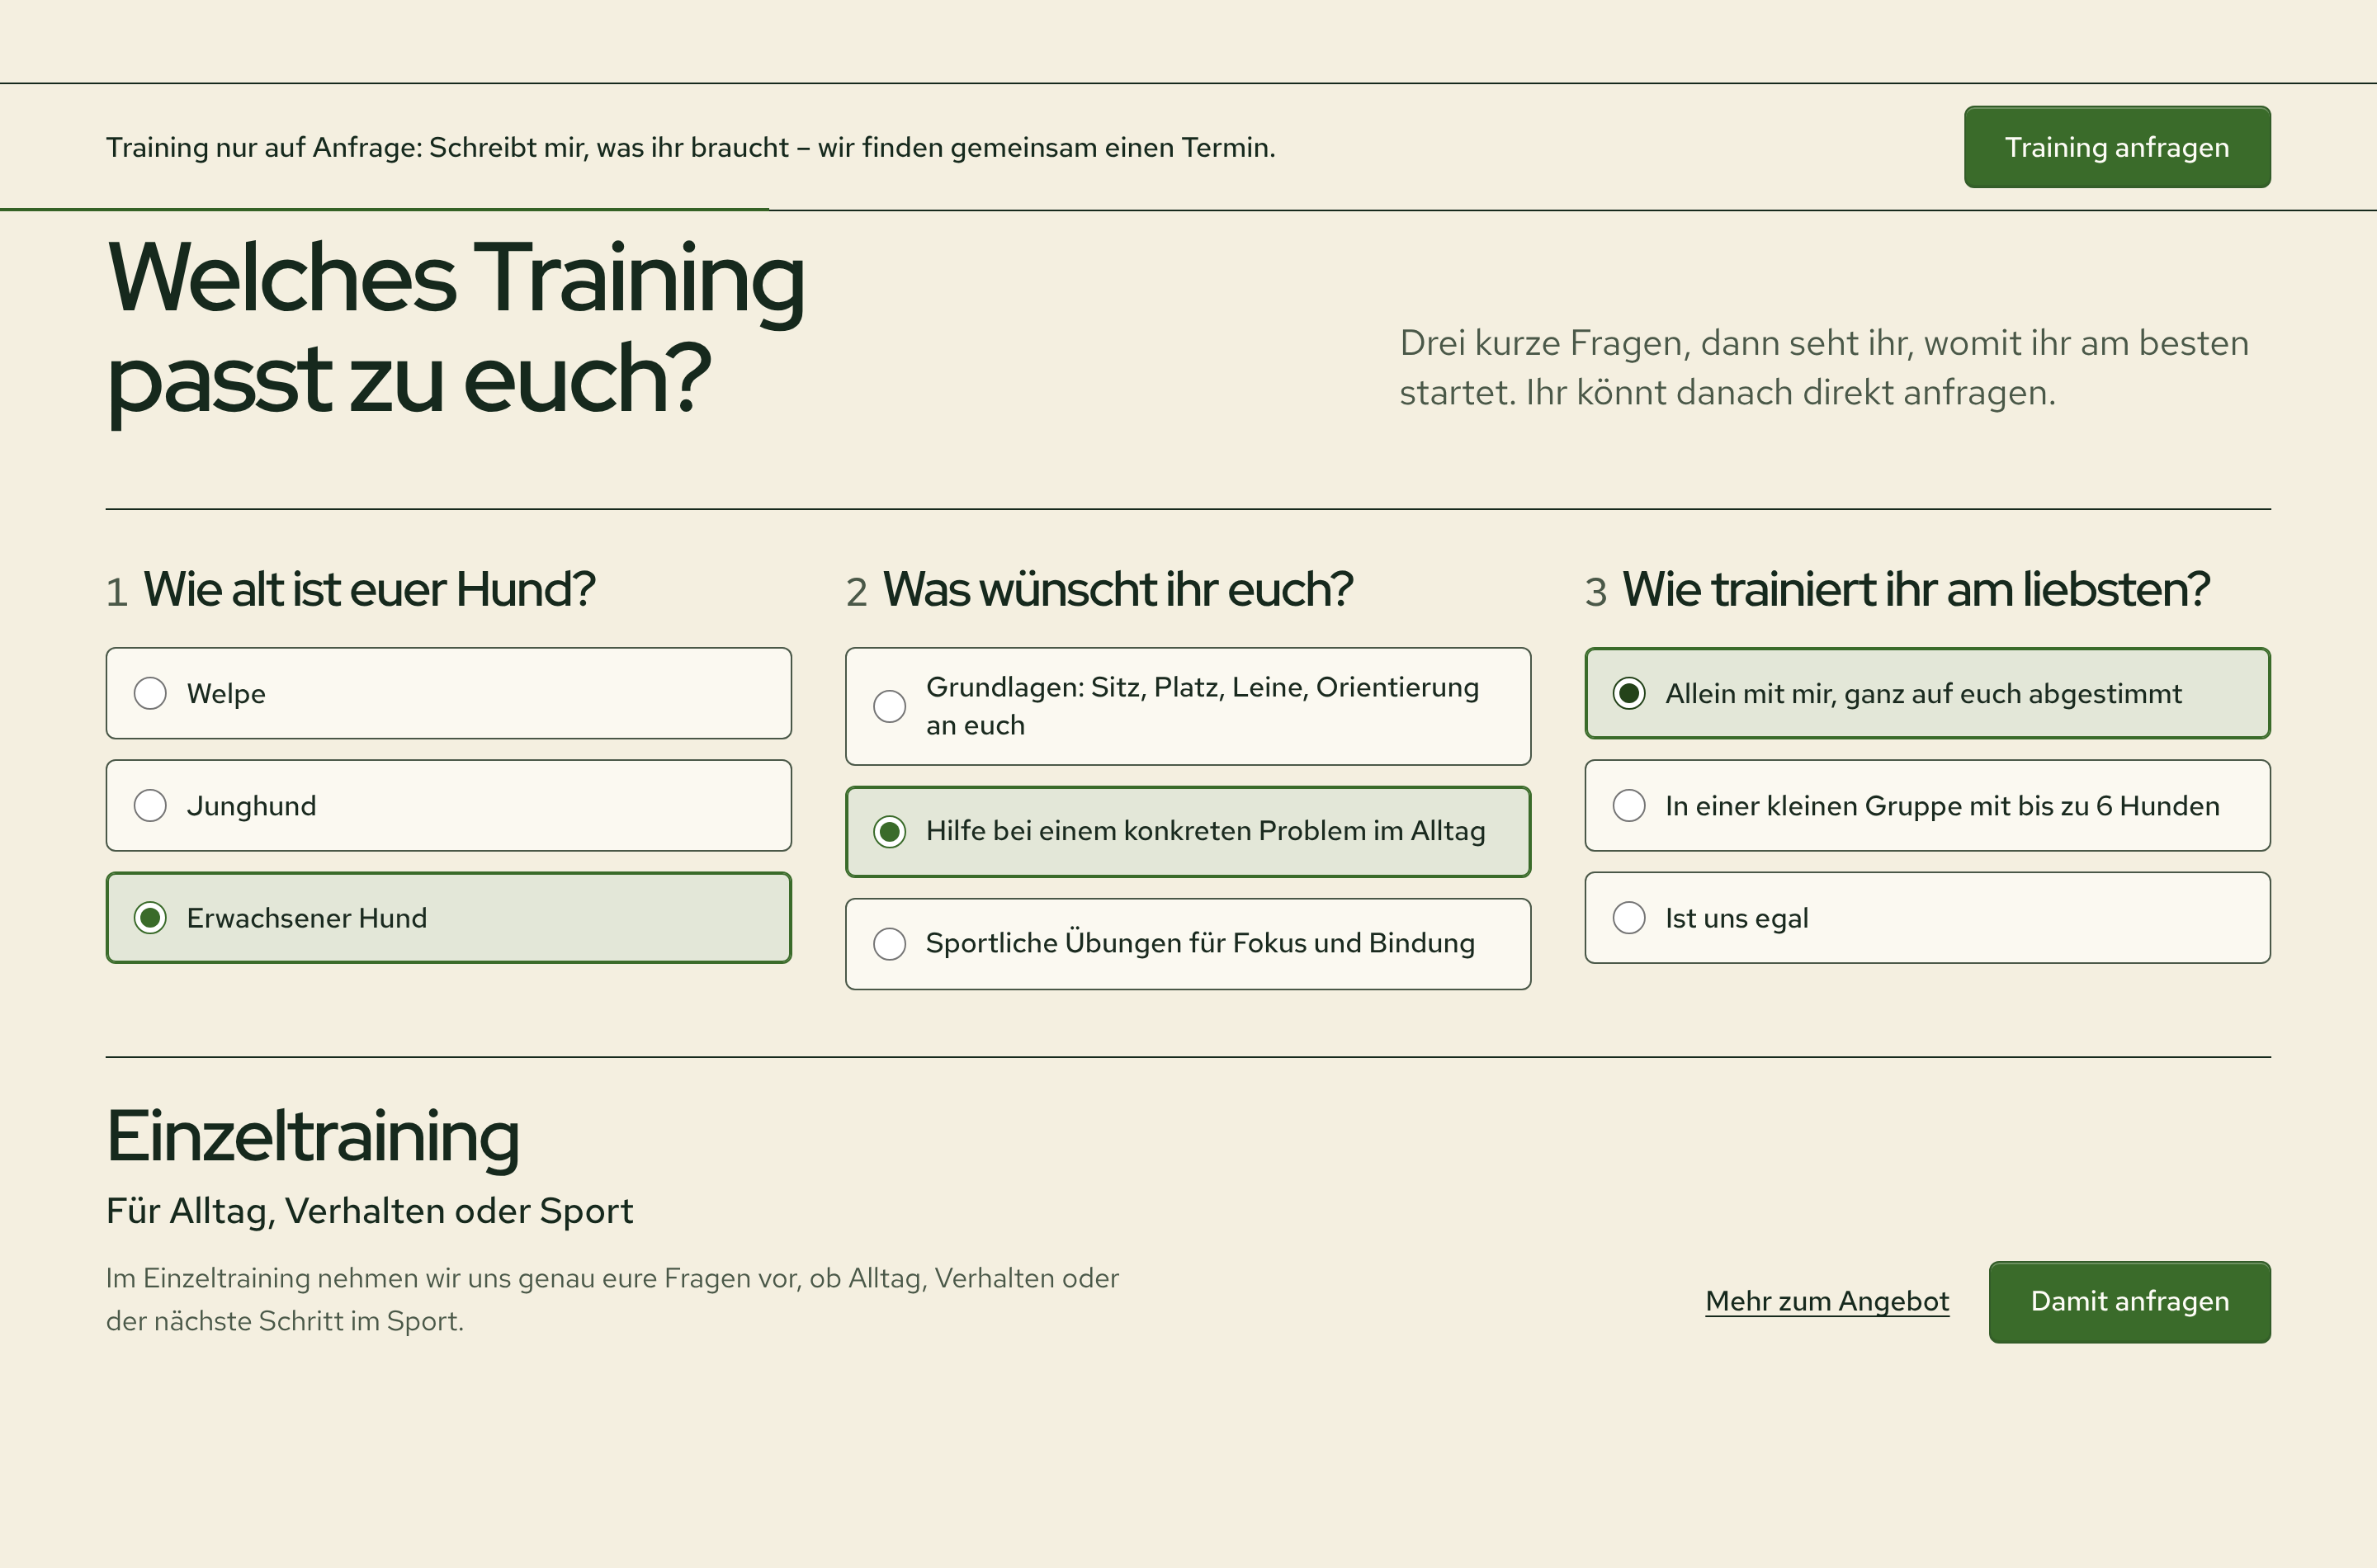 Training nur auf Anfrage: Schreibt mir, was ihr braucht – wir finden gemeinsam einen Termin.
Training anfragen
Welches Training
passt zu euch?
Drei kurze Fragen, dann seht ihr, womit ihr am besten
startet. Ihr könnt danach direkt anfragen.
1 Wie alt ist euer Hund?
Welpe
Junghund
Erwachsener Hund
2 Was wünscht ihr euch?
Grundlagen: Sitz, Platz, Leine, Orientierung
an euch
Hilfe bei einem konkreten Problem im Alltag
Sportliche Übungen für Fokus und Bindung
3 Wie trainiert ihr am liebsten?
Allein mit mir, ganz auf euch abgestimmt
In einer kleinen Gruppe mit bis zu 6 Hunden
Ist uns egal
Einzeltraining
Für Alltag, Verhalten oder Sport
Im Einzeltraining nehmen wir uns genau eure Fragen vor, ob Alltag, Verhalten oder
der nächste Schritt im Sport.
Mehr zum Angebot
Damit anfragen